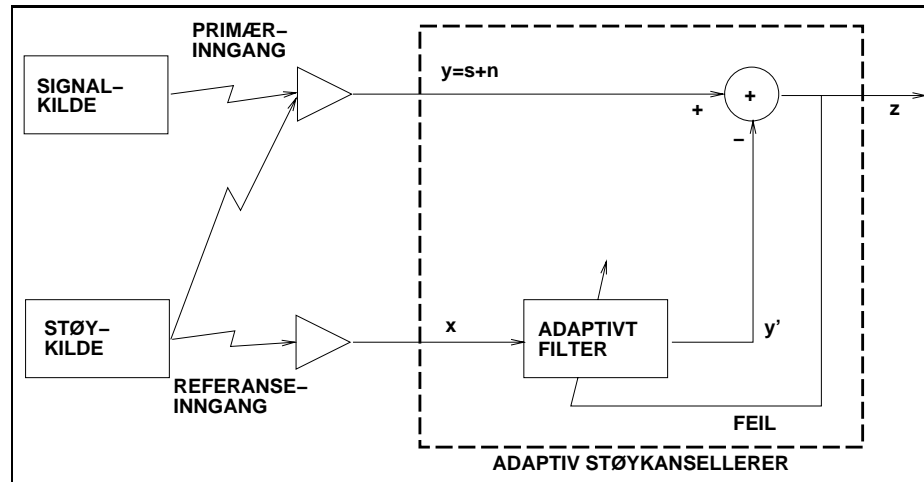 PRIMÆR–
INNGANG
SIGNAL–
KILDE
y=s+n
+
+
–
z
STØY–
KILDE
x
ADAPTIVT
FILTER
y'
REFERANSE–
INNGANG
FEIL
ADAPTIV STØYKANSELLERER